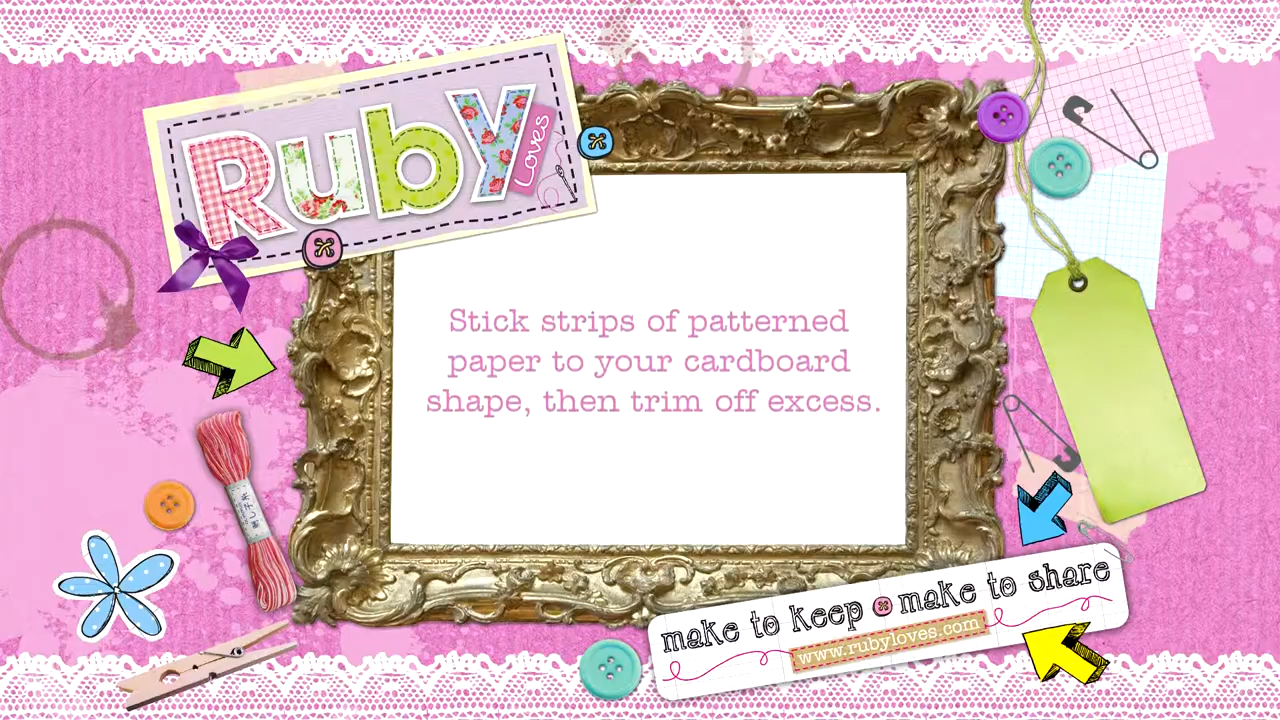 Ruby
Loves
Stick strips of patterned
paper to your cardboard
shape, then trim off excess.
make to keep make to share
www.rubyloves.com